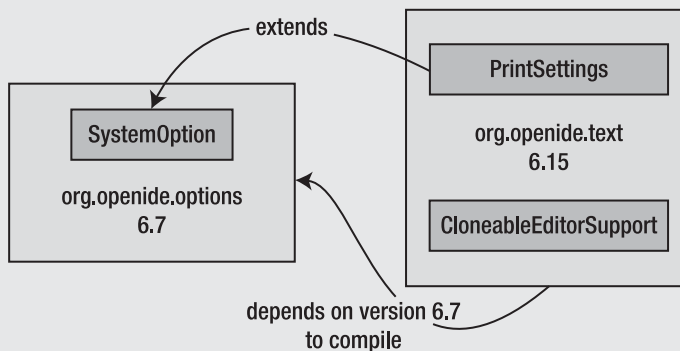 extends
PrintSettings
SystemOption
org.openide.text
6.15
org.openide.options
6.7
CloneableEditorSupport
depends on version 6.7
to compile